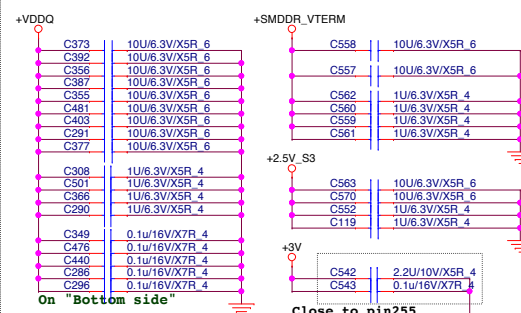 +VDDQ
C373 10U/6.3V/X5R_6
C392 10U/6.3V/X5R_6
C356 10U/6.3V/X5R_6
C387 10U/6.3V/X5R_6
C355 10U/6.3V/X5R_6
C481 10U/6.3V/X5R_6
C403 10U/6.3V/X5R_6
C291 10U/6.3V/X5R_6
C377 10U/6.3V/X5R_6
C308 1U/6.3V/X5R_4
C501 1U/6.3V/X5R_4
C366 1U/6.3V/X5R_4
C290 1U/6.3V/X5R_4
C349 0.1u/16V/X7R_4
C476 0.1u/16V/X7R_4
C440 0.1u/16V/X7R_4
C286 0.1u/16V/X7R_4
C296 0.1u/16V/X7R_4
On "Bottom side"
+SMDDR_VTERM
C558 10U/6.3V/X5R_6
C557 10U/6.3V/X5R_6
C562 1U/6.3V/X5R_4
C560 1U/6.3V/X5R_4
C559 1U/6.3V/X5R_4
C561 1U/6.3V/X5R_4
+2.5V_S3
C563 10U/6.3V/X5R_6
C570 10U/6.3V/X5R_6
C552 1U/6.3V/X5R_4
C119 1U/6.3V/X5R_4
+3V
C542 2.2U/10V/X5R_4
C543 0.1u/16V/X7R_4
Close to pin255